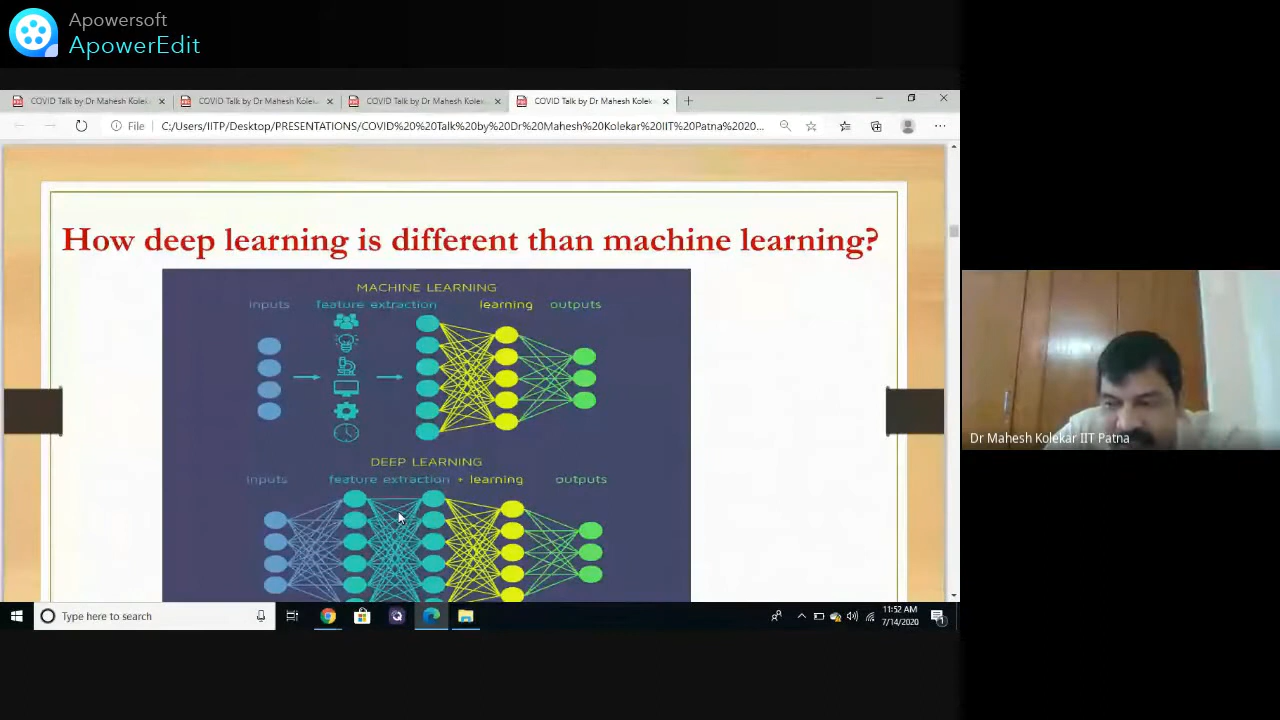 Apowersoft
ApowerEdit
COVID Talk by Dr Mahesh Kolek
COVID Talk by Dr Mahesh Kolek
COVID Talk by Dr Mahesh Kolek
COVID Talk by Dr Mahesh Kolek
File
C:/Users/IITP/Desktop/PRESENTATIONS/COVID%20%20Talk%20by%20Dr%20Mahesh%20Kolekar%20IIT%20Patna%2020...
How deep learning is different than machine learning?
MACHINE LEARNING
inputs feature extraction learning outputs
DEEP LEARNING
inputs feature extraction + learning outputs
Dr Mahesh Kolekar IIT Patna
Type here to search
11:52 AM
7/14/2020
1